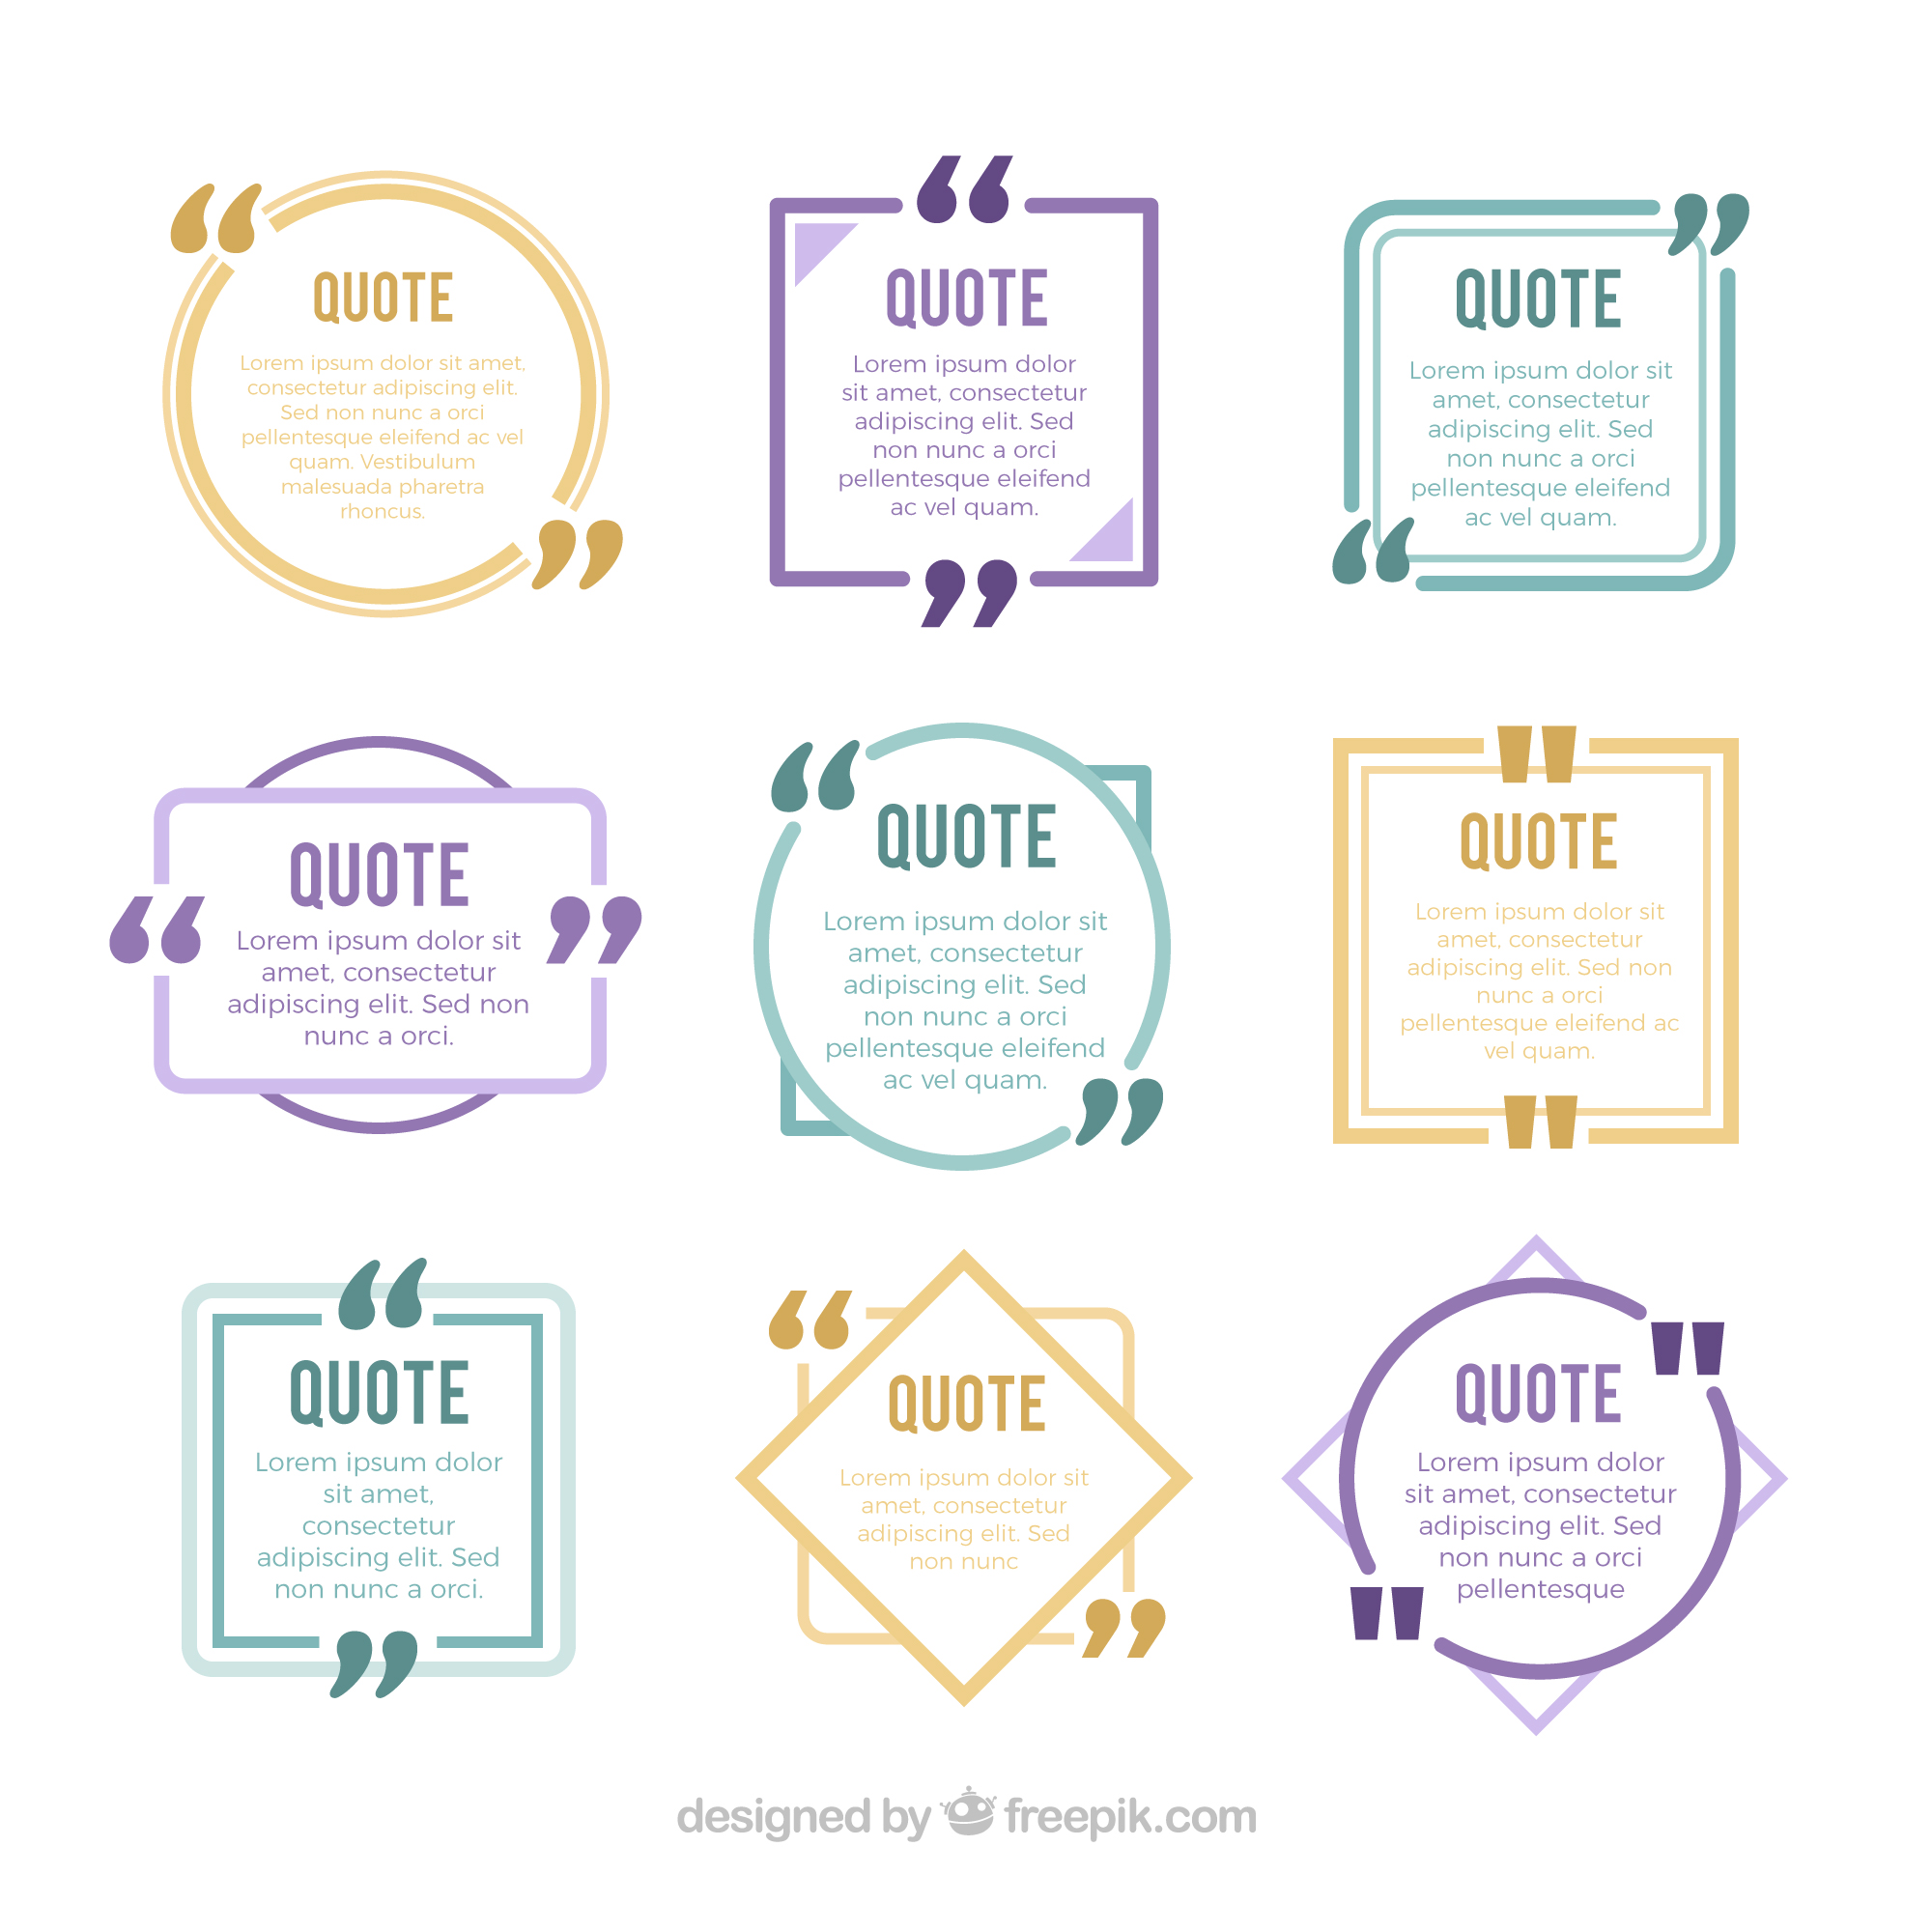 QUOTE
Lorem ipsum dolor sit amet,
consectetur adipiscing elit.
Sed non nunc a orci
pellentesque eleifend ac vel
quam. Vestibulum
malesuada pharetra
rhoncus.
QUOTE
Lorem ipsum dolor
sit amet, consectetur
adipiscing elit. Sed
non nunc a orci
pellentesque eleifend
ac vel quam.
QUOTE
Lorem ipsum dolor sit
amet, consectetur
adipiscing elit. Sed
non nunc a orci
pellentesque eleifend
ac vel quam.
QUOTE
Lorem ipsum dolor sit
amet, consectetur
adipiscing elit. Sed non
nunc a orci.
QUOTE
Lorem ipsum dolor sit
amet, consectetur
adipiscing elit. Sed
non nunc a orci
pellentesque eleifend
ac vel quam.
QUOTE
Lorem ipsum dolor sit
amet, consectetur
adipiscing elit. Sed non
nunc a orci
pellentesque eleifend ac
vel quam.
QUOTE
Lorem ipsum dolor
sit amet,
consectetur
adipiscing elit. Sed
non nunc a orci.
QUOTE
Lorem ipsum dolor sit
amet, consectetur
adipiscing elit. Sed
non nunc
QUOTE
Lorem ipsum dolor
sit amet, consectetur
adipiscing elit. Sed
non nunc a orci
pellentesque
designed by freepik.com